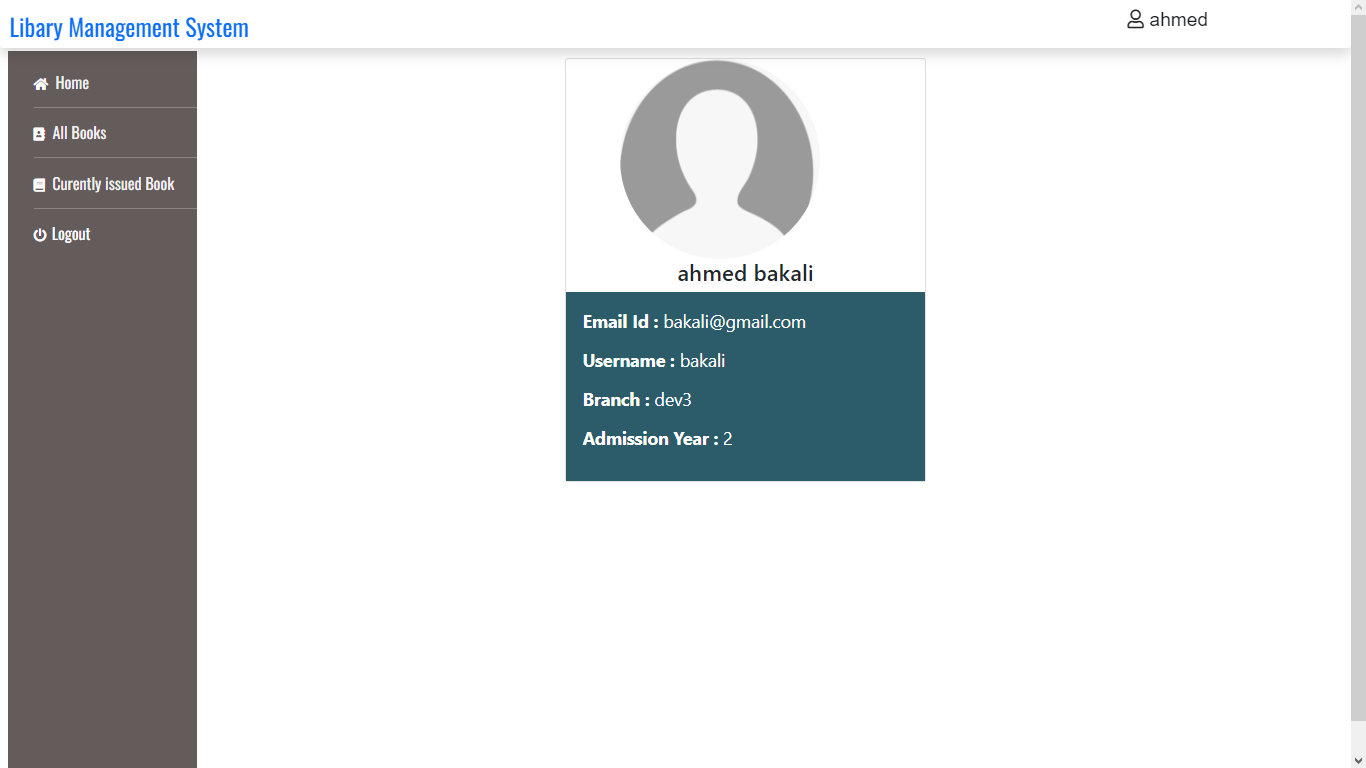 Libary Management System
ahmed
Home
All Books
Curently issued Book
Logout
ahmed bakali
Email Id : bakali@gmail.com
Username : bakali
Branch : dev3
Admission Year : 2